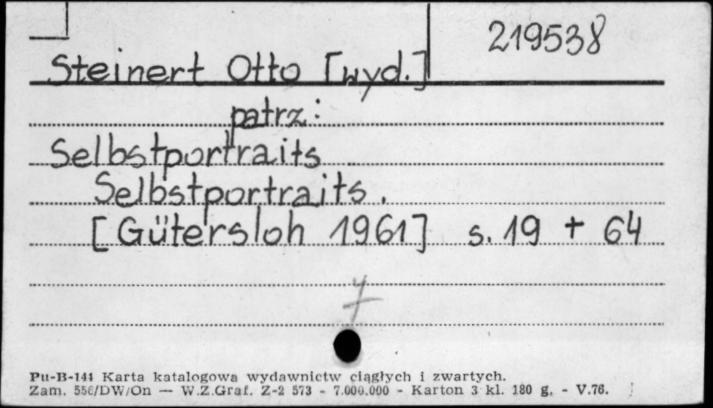 219538
Steinert Otto [wyd.]
patrz:
Selbstportraits
Selbstportraits.
[Gütersloh 1961] s. 19 + 64
Pu-B-141 Karta katalogowa wydawnictw ciągłych i zwartych.
Zam. 556/DW/On — W.Z.Graf. Z-2 573 - 7.000.000 - Karton 3 kl. 180 g. - V.76.